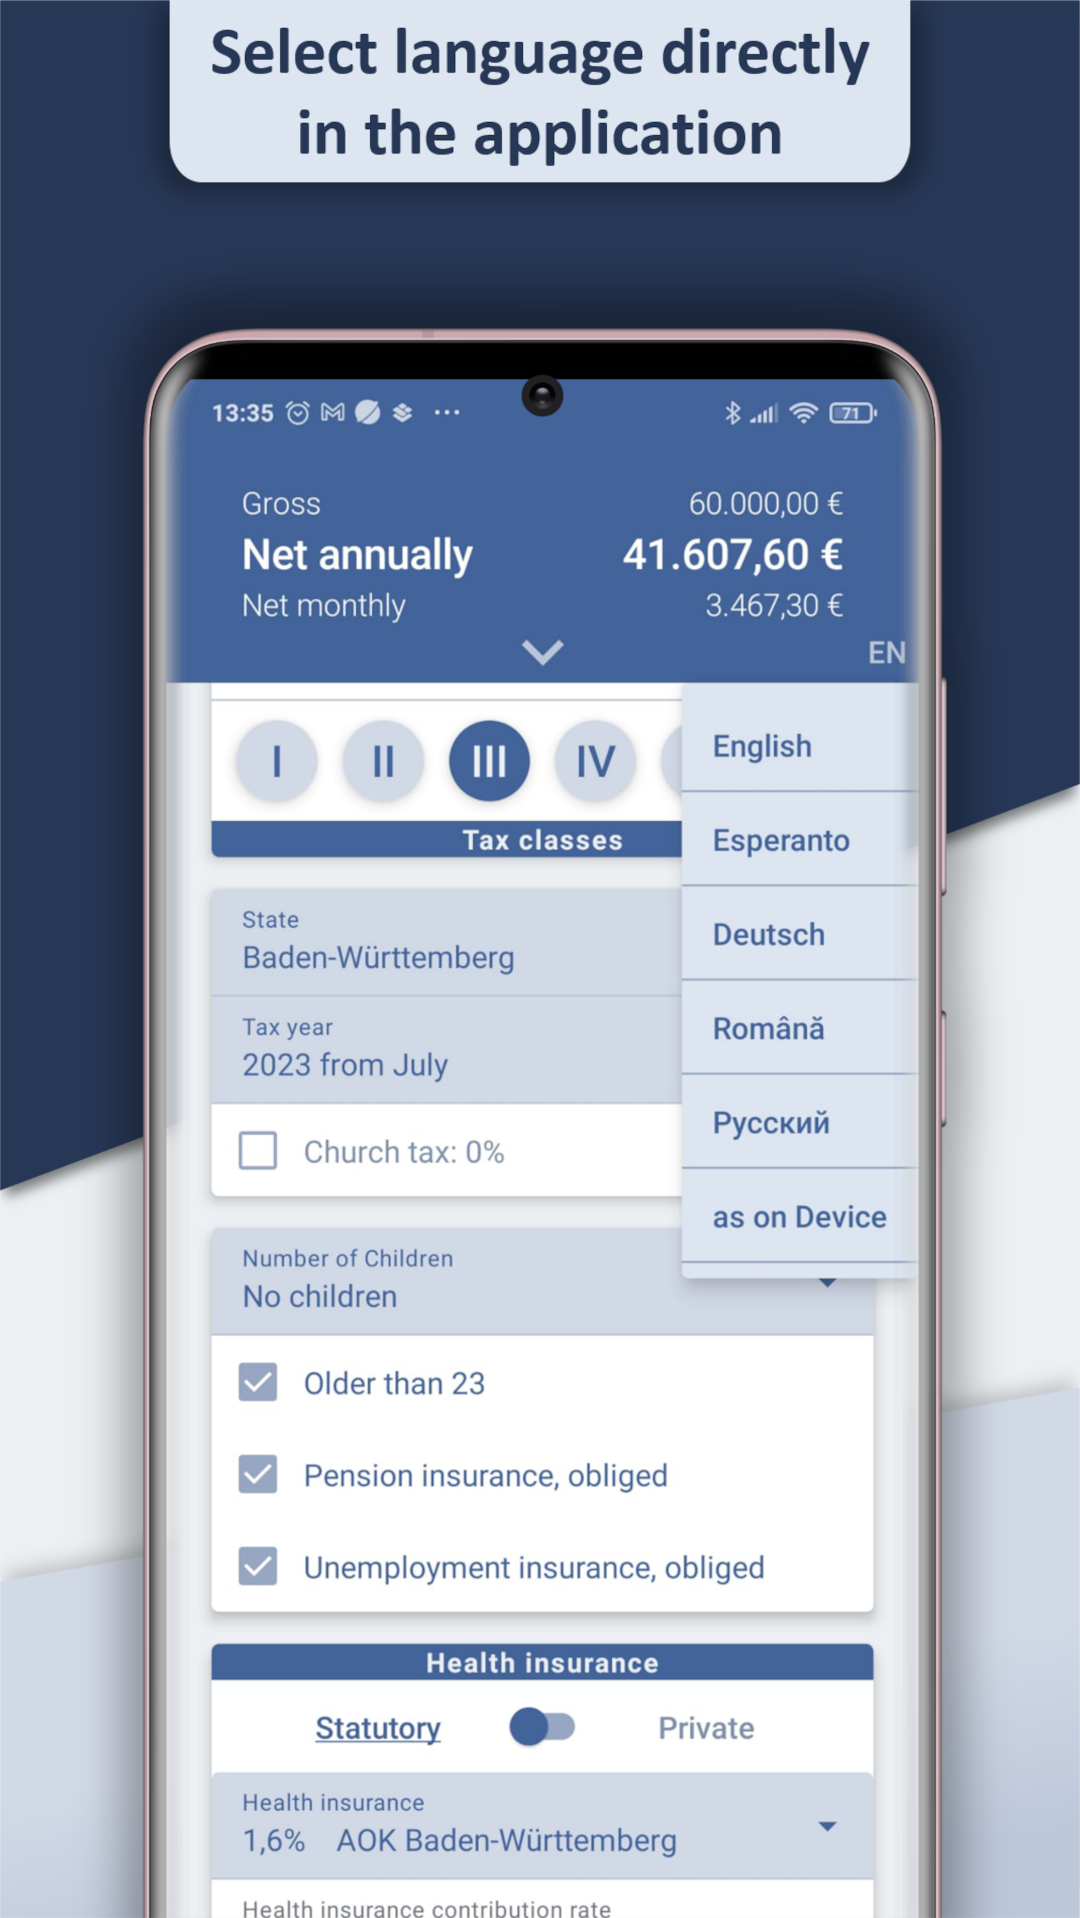 Select language directly
in the application
13:35
71
Gross 60.000,00 €
Net annually 41.607,60 €
Net monthly 3.467,30 €
EN
I II III IV
Tax classes
English
Esperanto
Deutsch
Română
Русский
as on Device
State
Baden-Württemberg
Tax year
2023 from July
Church tax: 0%
Number of Children
No children
Older than 23
Pension insurance, obliged
Unemployment insurance, obliged
Health insurance
Statutory Private
Health insurance
1,6% AOK Baden-Württemberg
Health insurance contribution rate